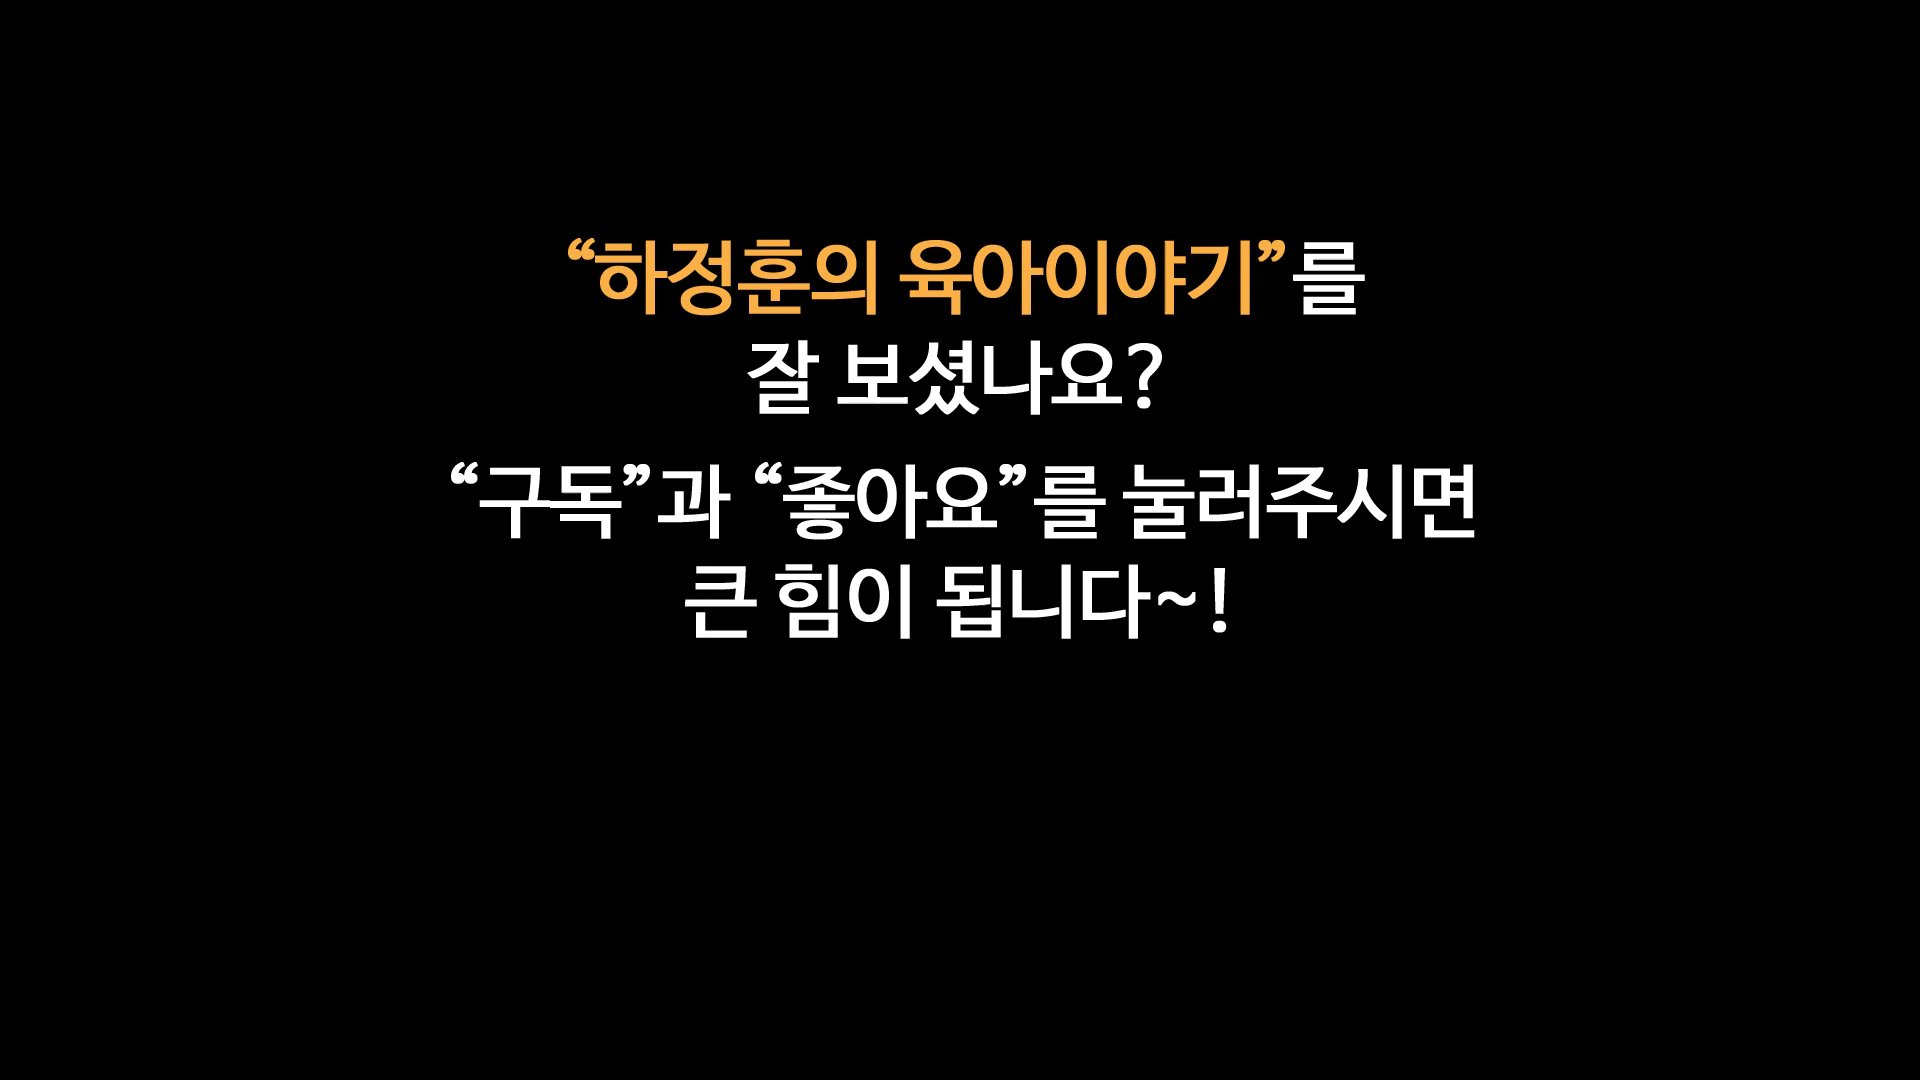 “하정훈의 육아이야기”를
잘 보셨나요?
“구독”과 “좋아요”를 눌러주시면
큰 힘이 됩니다~!